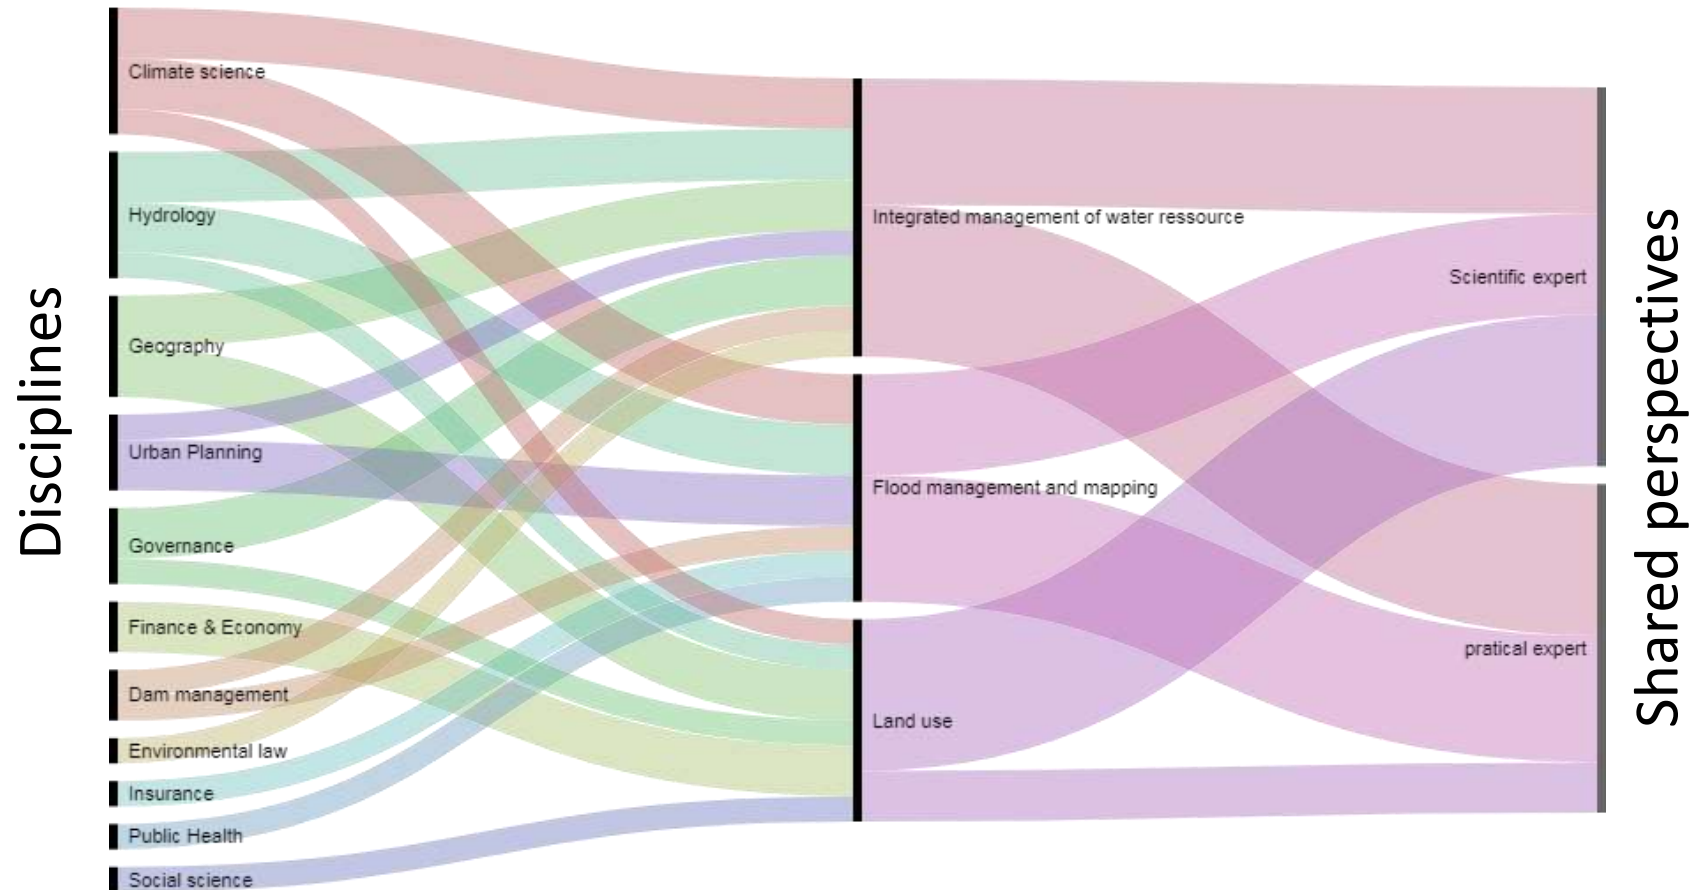 Disciplines
Climate science
Hydrology
Geography
Urban Planning
Governance
Finance & Economy
Dam management
Environmental law
Insurance
Public Health
Social science
Integrated management of water ressource
Flood management and mapping
Land use
Scientific expert
pratical expert
Shared perspectives